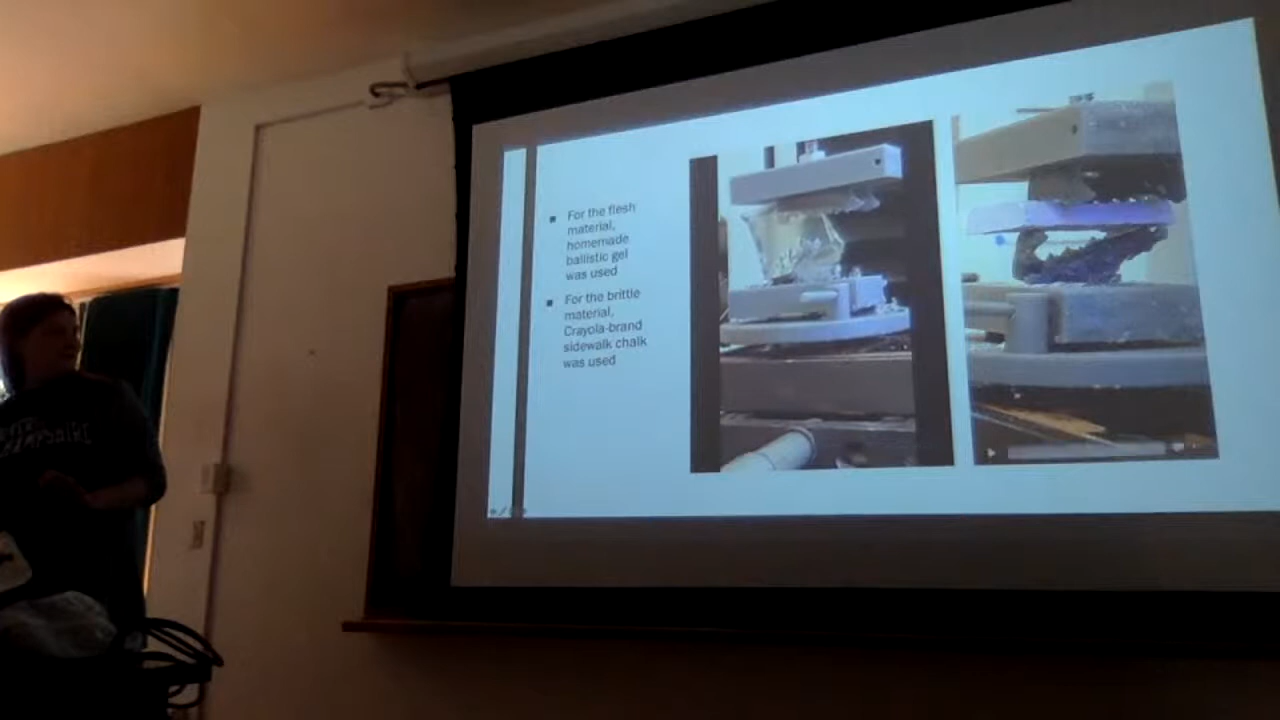 For the flesh
material,
homemade
ballistic gel
was used
For the brittle
material,
Crayola-brand
sidewalk chalk
was used